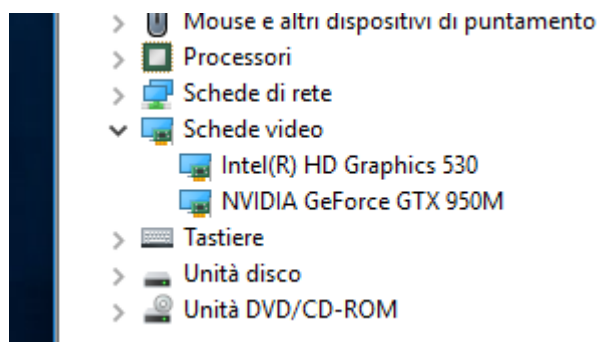 Mouse e altri dispositivi di puntamento
Processori
Schede di rete
Schede video
Intel(R) HD Graphics 530
NVIDIA GeForce GTX 950M
Tastiere
Unità disco
Unità DVD/CD-ROM